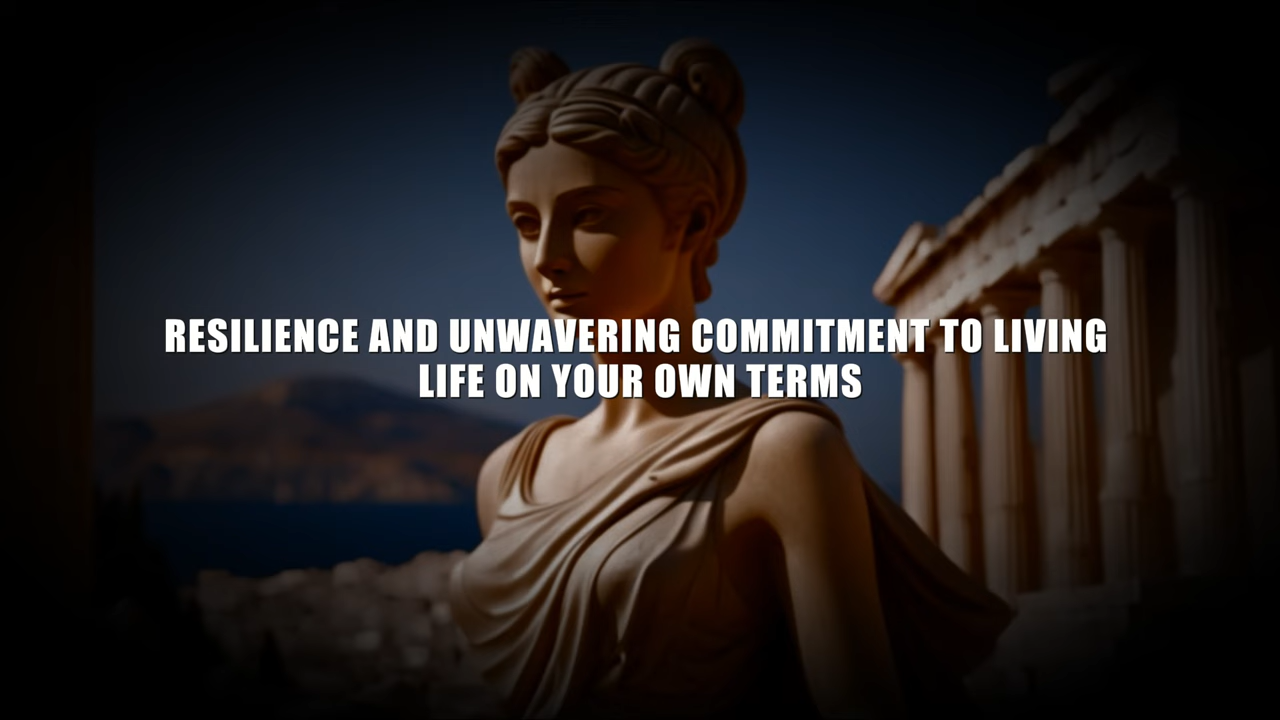 RESILIENCE AND UNWAVERING COMMITMENT TO LIVING
LIFE ON YOUR OWN TERMS